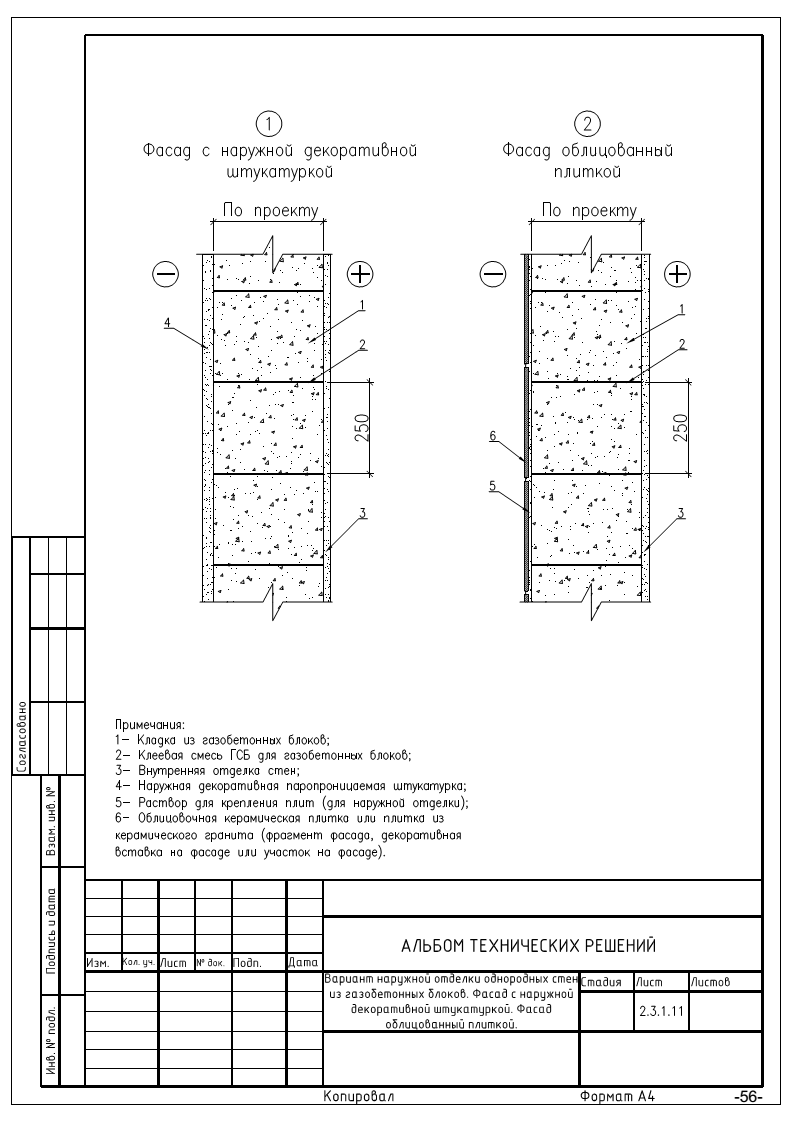 1
Фасад с наружной декоративной
штукатуркой
По проекту
−
+
1
4
2
250
3
2
Фасад облицованный
плиткой
По проекту
−
+
1
2
6
250
5
3
Примечания:
1– Кладка из газобетонных блоков;
2– Клеевая смесь ГСБ для газобетонных блоков;
3– Внутренняя отделка стен;
4– Наружная декоративная паропроницаемая штукатурка;
5– Раствор для крепления плит (для наружной отделки);
6– Облицовочная керамическая плитка или плитка из
керамического гранита (фрагмент фасада, декоративная
вставка на фасаде или участок на фасаде).
Согласовано
Взам. инв. №
Подпись и дата
Инв. № подл.
Изм. Кол. уч. Лист № док. Подп. Дата
АЛЬБОМ ТЕХНИЧЕСКИХ РЕШЕНИЙ
Вариант наружной отделки однородных стен
из газобетонных блоков. Фасад с наружной
декоративной штукатуркой. Фасад
облицованный плиткой.
Стадия Лист Листов
2.3.1.11
Копировал Формат А4 -56-